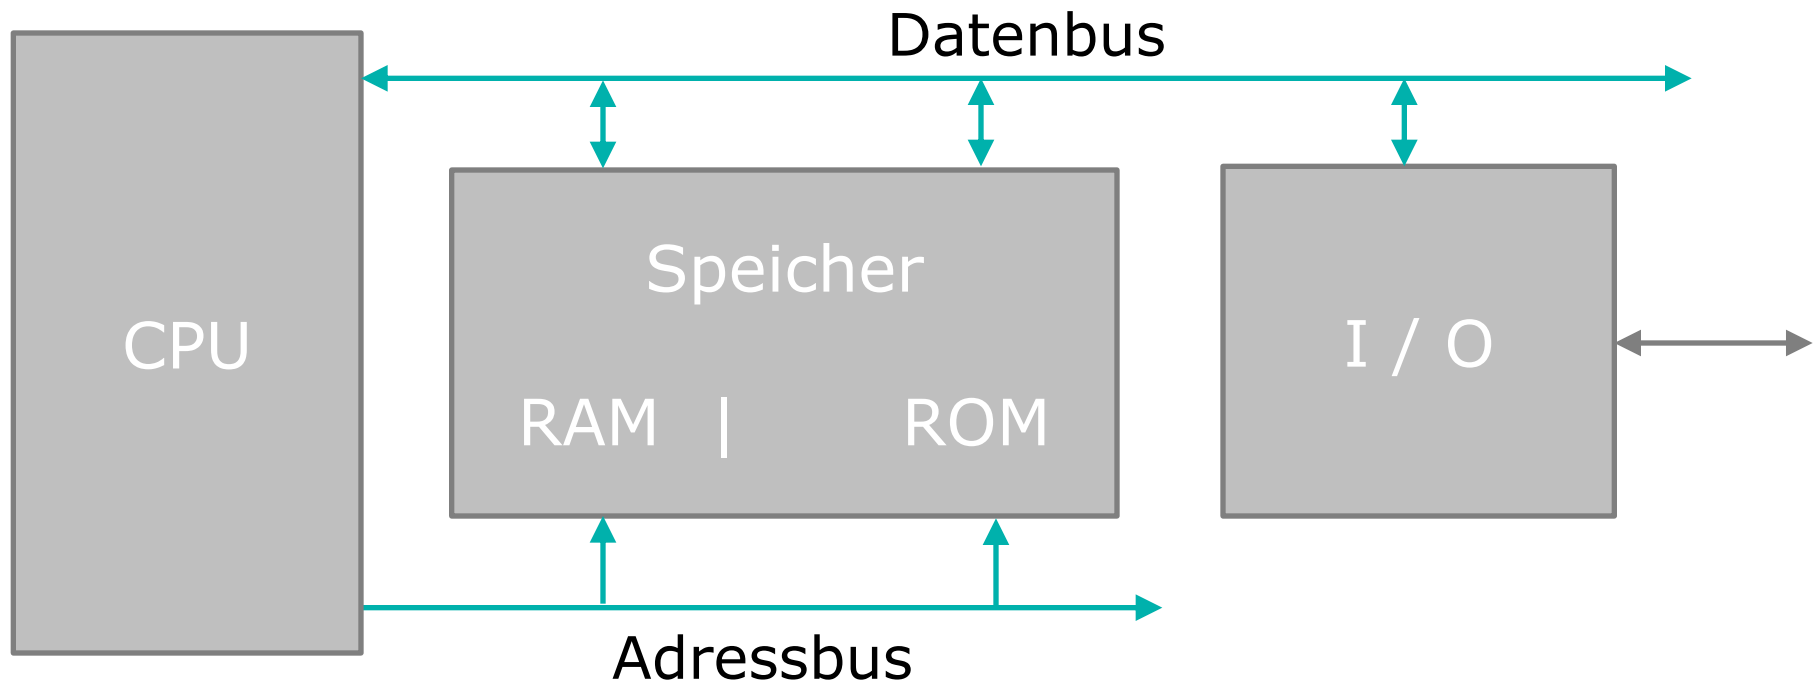 Datenbus
CPU
Speicher
RAM | ROM
I / O
Adressbus